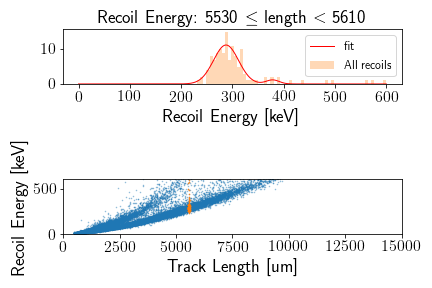 Recoil Energy: 5530 ≤ length < 5610
10
0
fit
All recoils
0 100 200 300 400 500 600
Recoil Energy [keV]
Recoil Energy [keV]
500
0
0 2500 5000 7500 10000 12500 15000
Track Length [um]